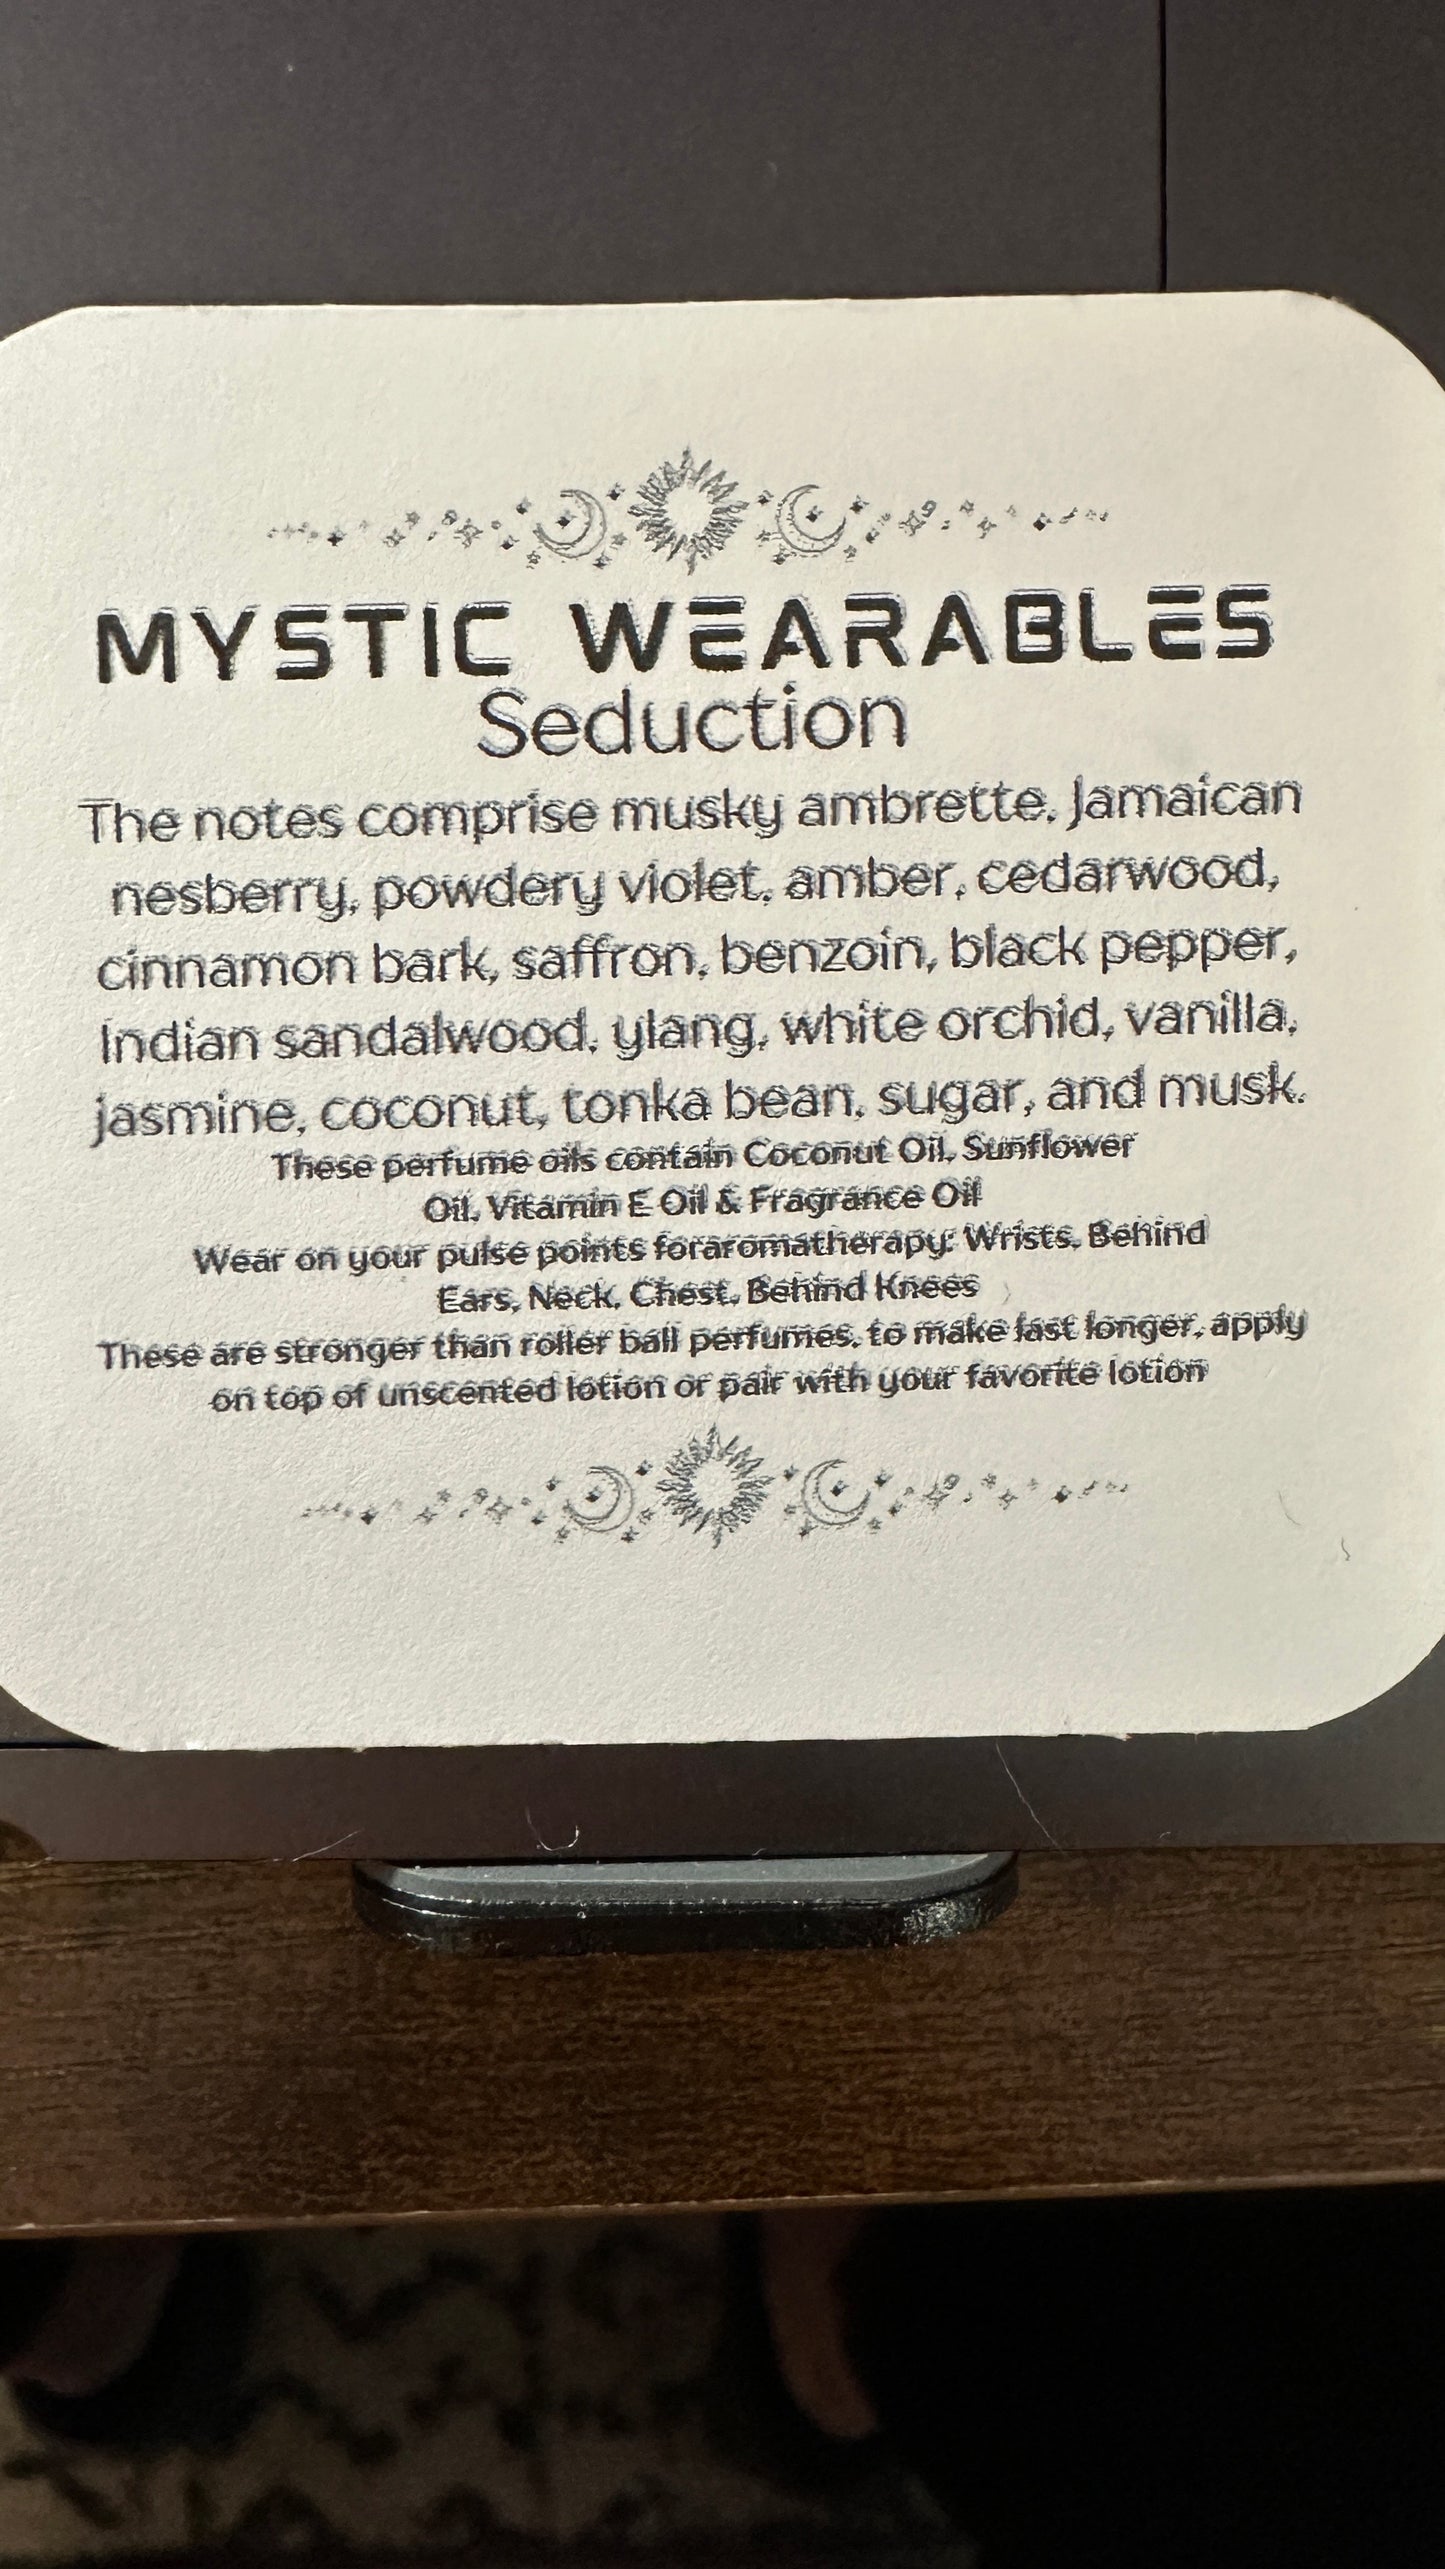 MYSTIC WEARABLES
Seduction
The notes comprise musky ambrette, Jamaican
nesberry, powdery violet, amber, cedarwood,
cinnamon bark, saffron, benzoin, black pepper,
Indian sandalwood, ylang, white orchid, vanilla,
jasmine, coconut, tonka bean, sugar, and musk.
These perfume oils contain Coconut Oil, Sunflower
Oil, Vitamin E Oil & Fragrance Oil
Wear on your pulse points foraromatherapy: Wrists, Behind
Ears, Neck, Chest, Behind Knees
These are stronger than roller ball perfumes, to make last longer, apply
on top of unscented lotion or pair with your favorite lotion